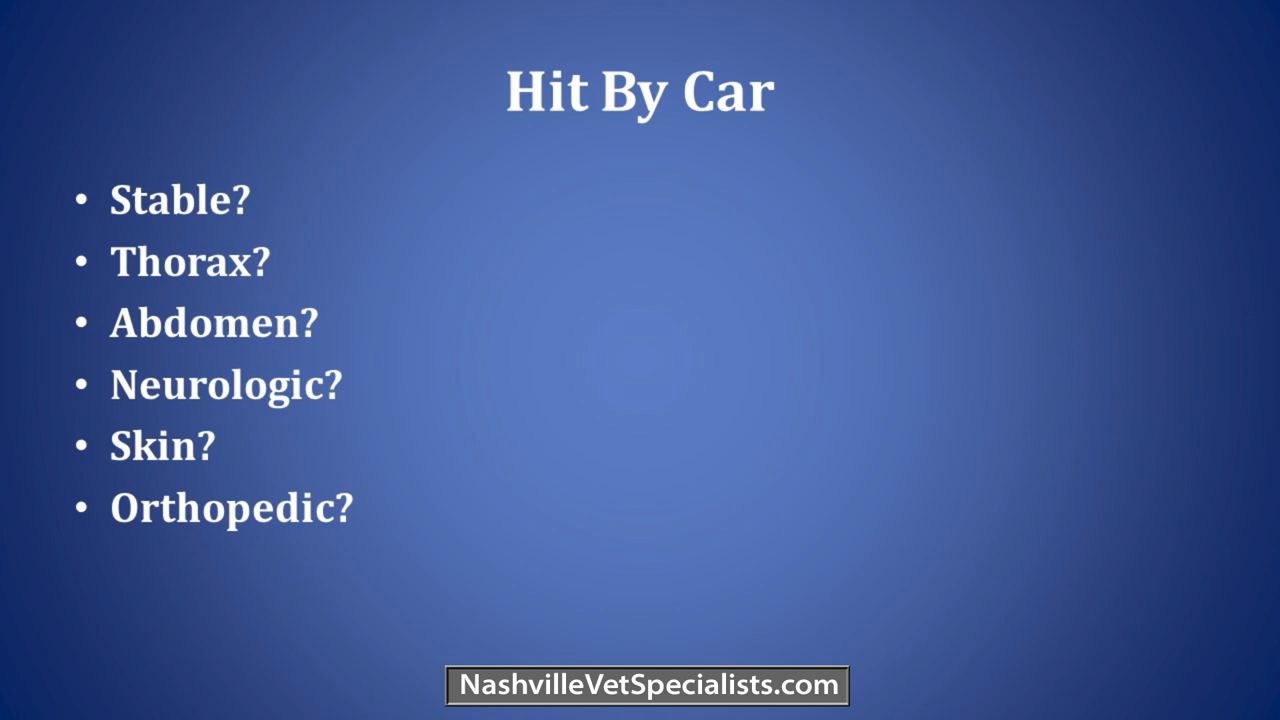 Hit By Car
• Stable?
• Thorax?
• Abdomen?
• Neurologic?
• Skin?
• Orthopedic?
NashvilleVetSpecialists.com